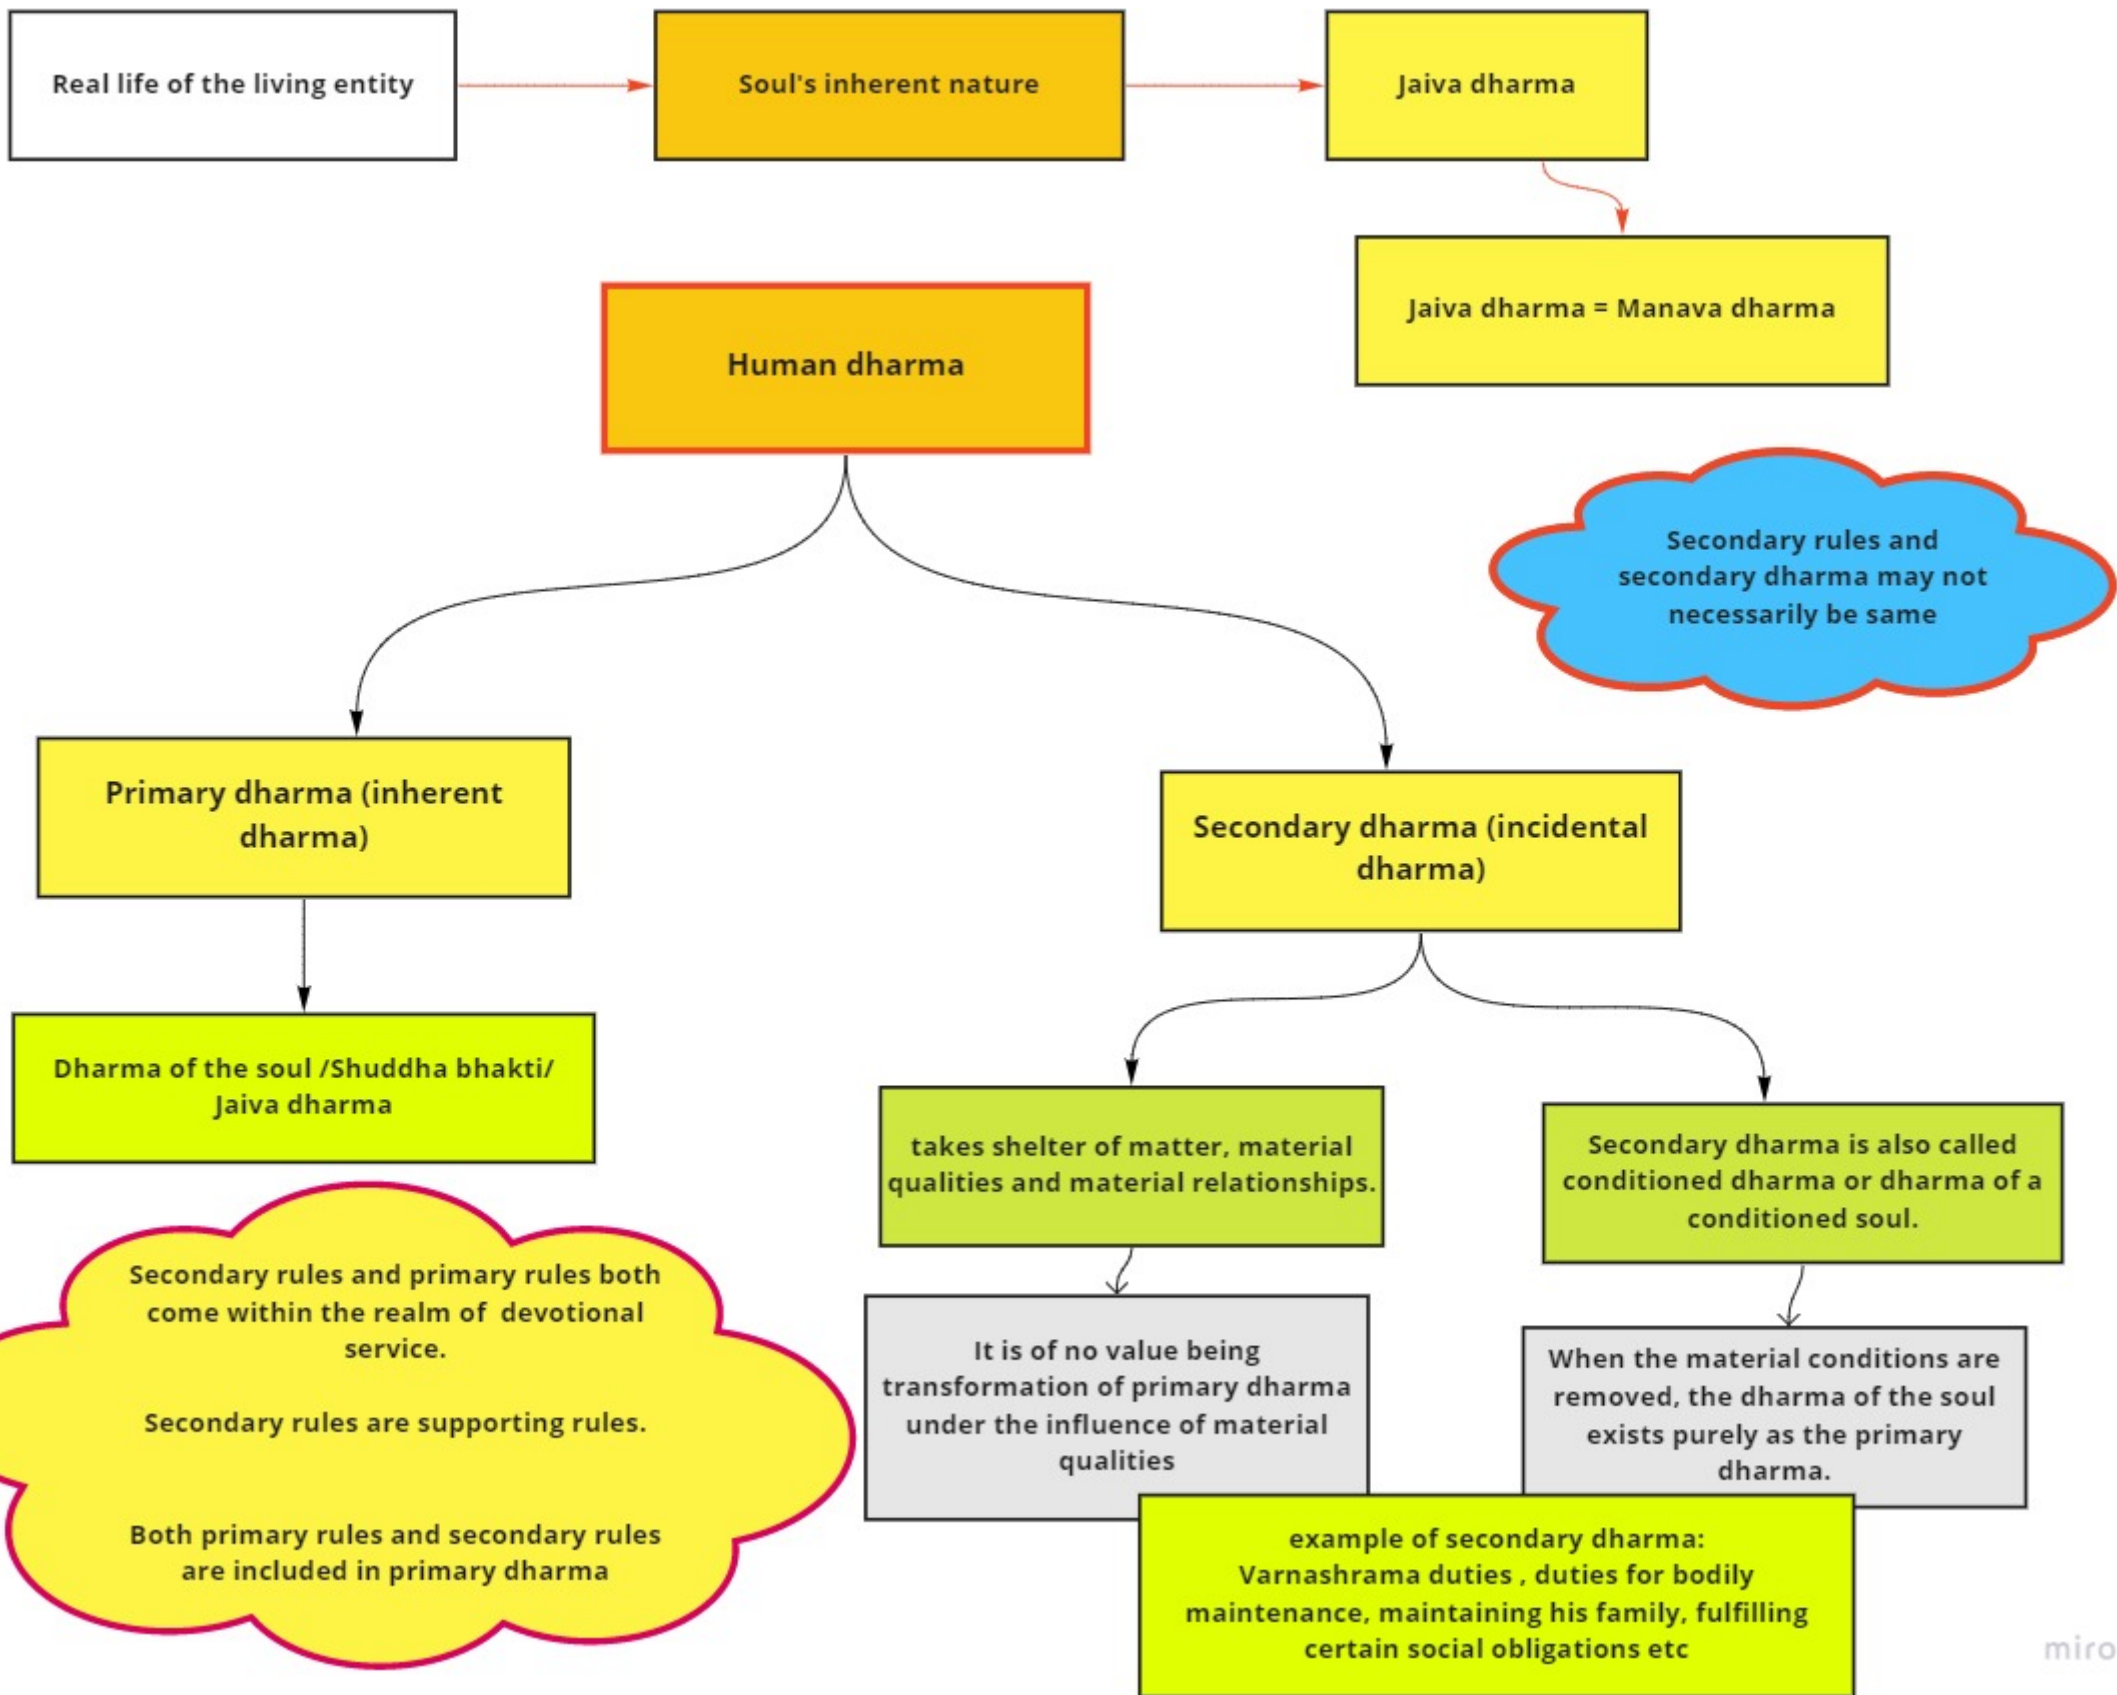 Real life of the living entity
Soul's inherent nature
Jaiva dharma
Jaiva dharma = Manava dharma
Human dharma
Secondary rules and
secondary dharma may not
necessarily be same
Primary dharma (inherent
dharma)
Secondary dharma (incidental
dharma)
Dharma of the soul /Shuddha bhakti/
Jaiva dharma
takes shelter of matter, material
qualities and material relationships.
Secondary dharma is also called
conditioned dharma or dharma of a
conditioned soul.
Secondary rules and primary rules both
come within the realm of devotional
service.
Secondary rules are supporting rules.
Both primary rules and secondary rules
are included in primary dharma
It is of no value being
transformation of primary dharma
under the influence of material
qualities
When the material conditions are
removed, the dharma of the soul
exists purely as the primary
dharma.
example of secondary dharma:
Varnashrama duties , duties for bodily
maintenance, maintaining his family, fulfilling
certain social obligations etc
miro